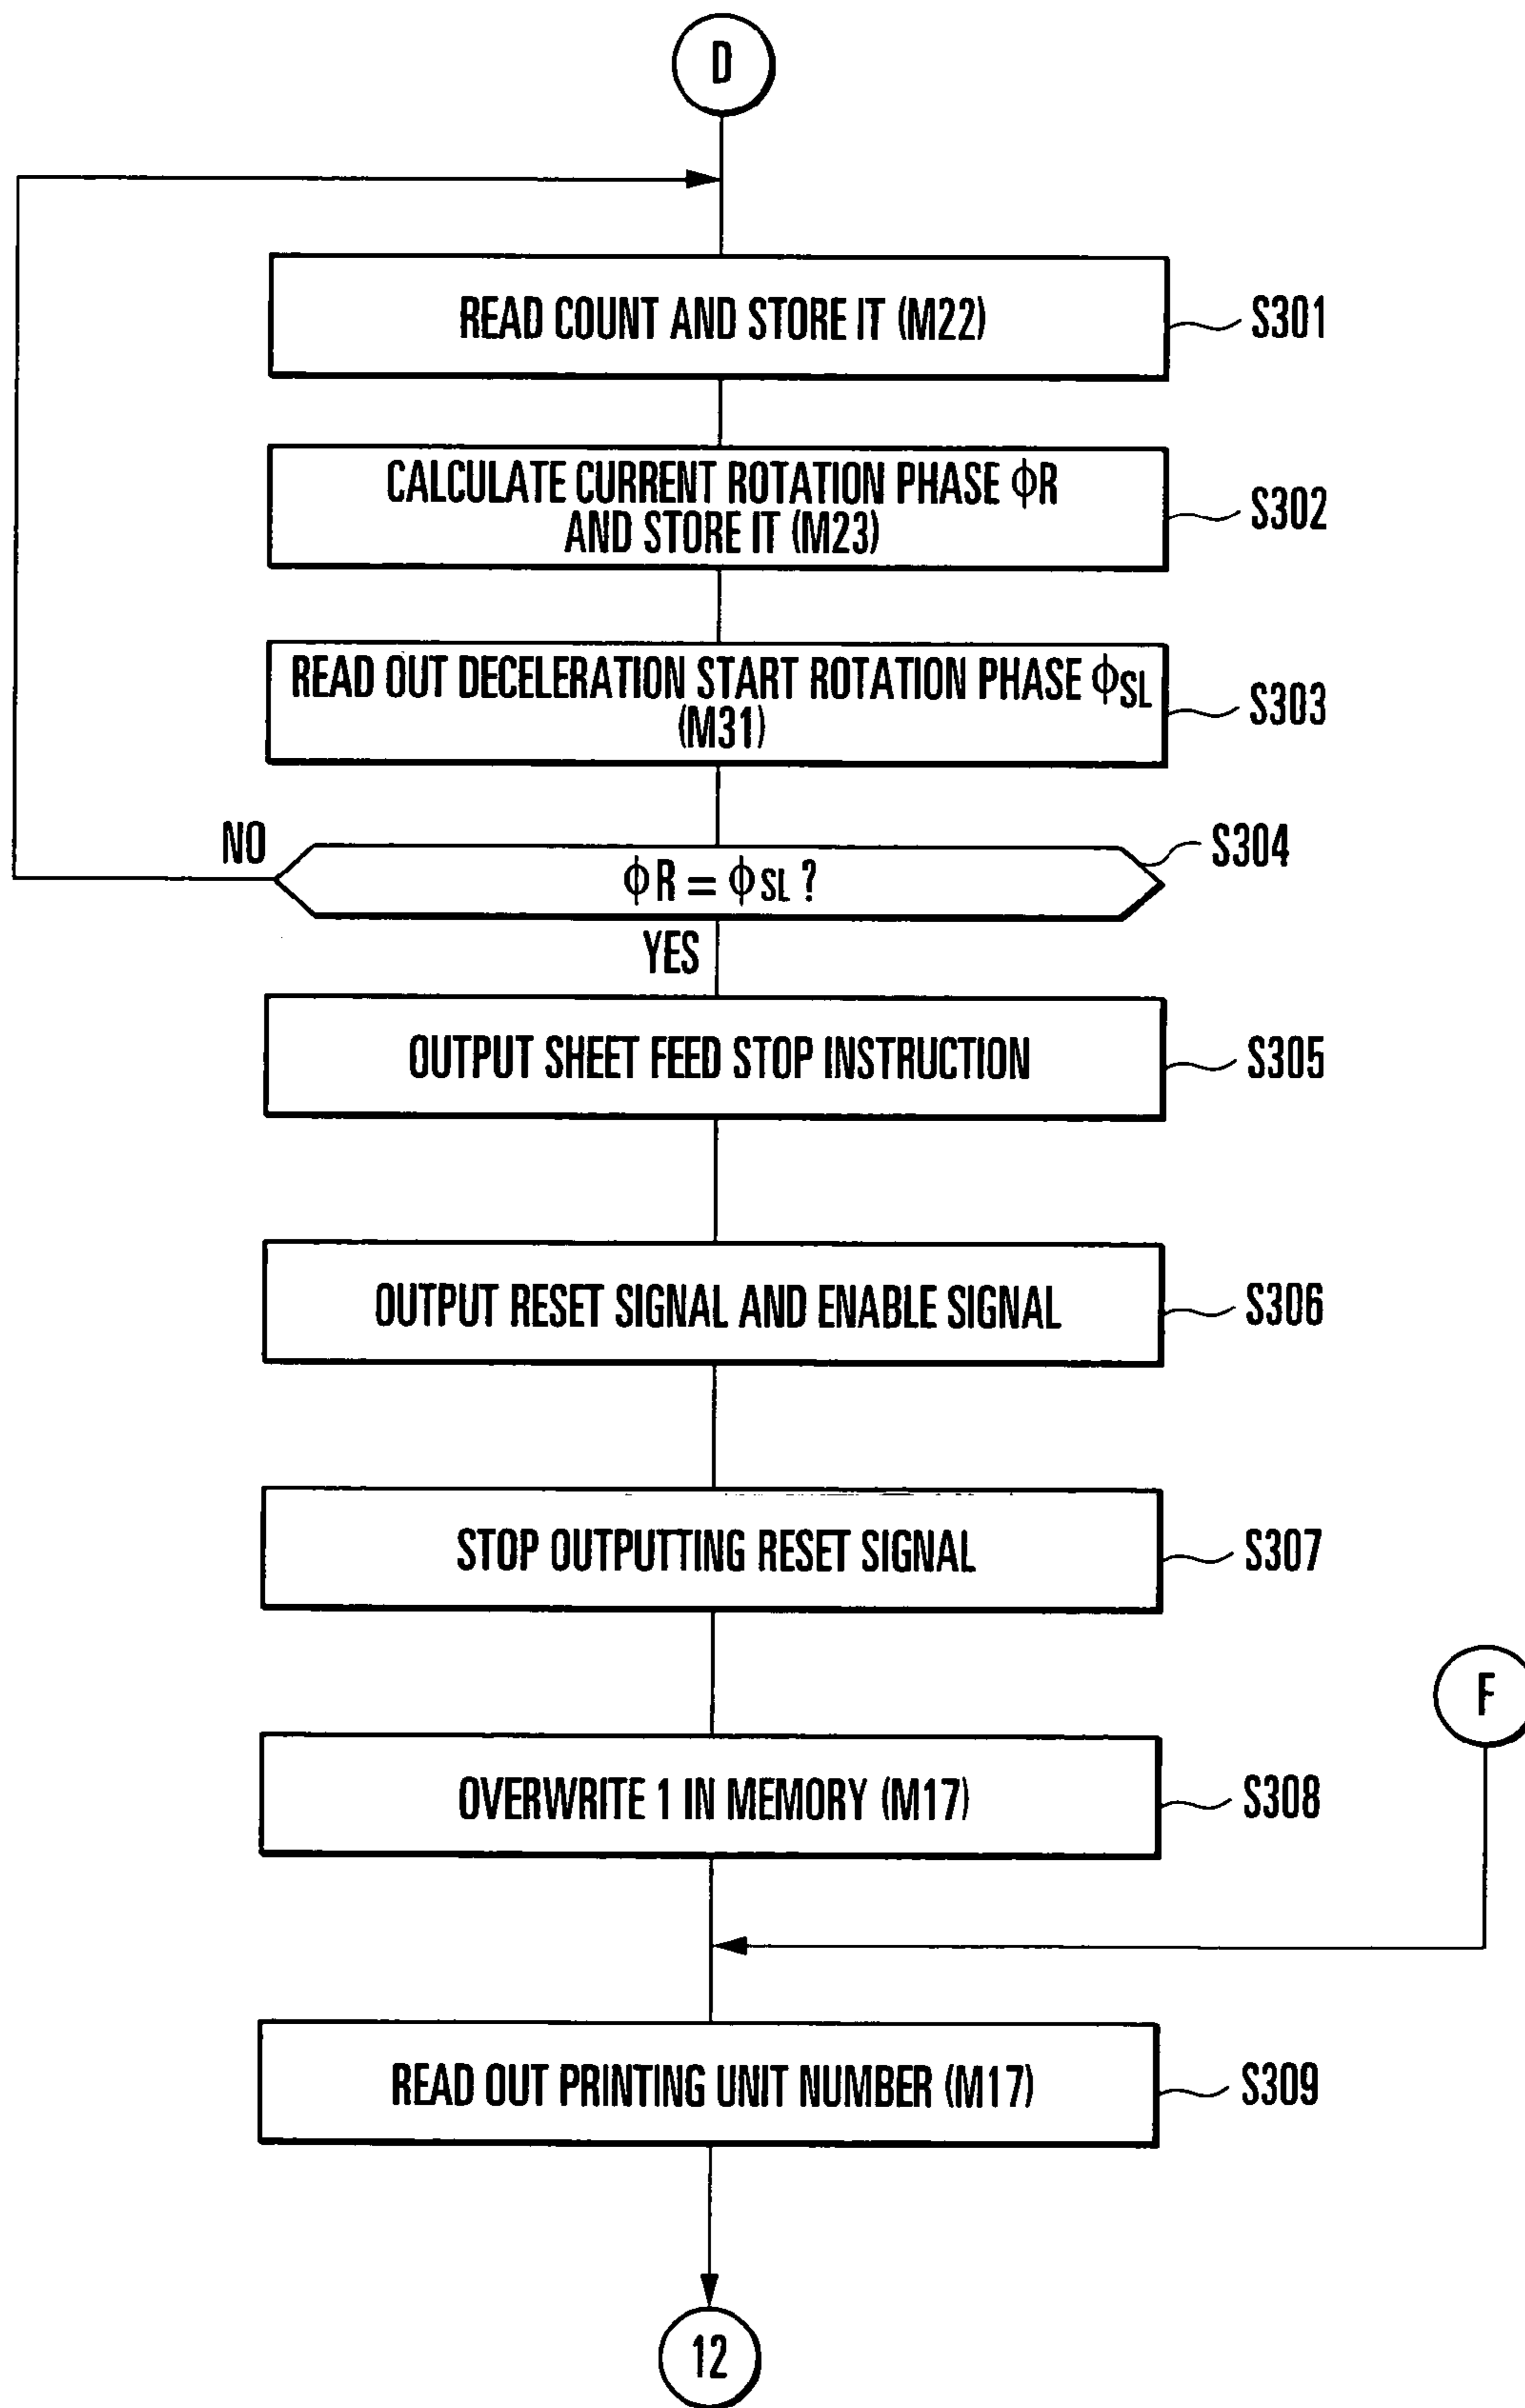 D
READ COUNT AND STORE IT (M22)
S301
CALCULATE CURRENT ROTATION PHASE ϕR
AND STORE IT (M23)
S302
READ OUT DECELERATION START ROTATION PHASE ϕSL
(M31)
S303
NO
ϕR = ϕSL ?
S304
YES
OUTPUT SHEET FEED STOP INSTRUCTION
S305
OUTPUT RESET SIGNAL AND ENABLE SIGNAL
S306
STOP OUTPUTTING RESET SIGNAL
S307
F
OVERWRITE 1 IN MEMORY (M17)
S308
READ OUT PRINTING UNIT NUMBER (M17)
S309
12